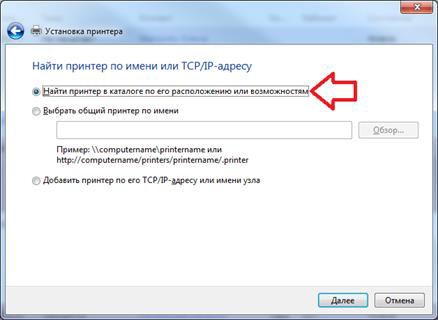 Установка принтера
Найти принтер по имени или TCP/IP-адресу
Найти принтер в каталоге по его расположению или возможностям
Выбрать общий принтер по имени
Обзор...
Пример: \\computername\printername или
http://computername/printers/printername/.printer
Добавить принтер по его TCP/IP-адресу или имени узла
Далее
Отмена